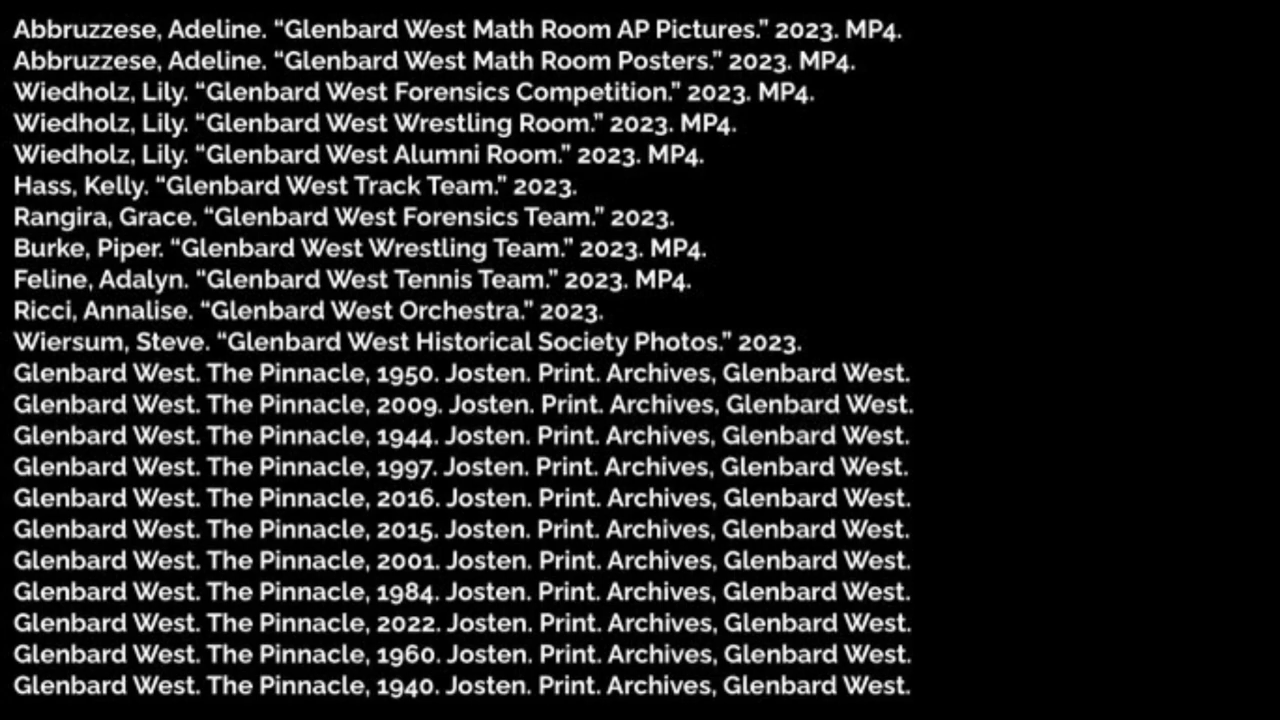 Abbruzzese, Adeline. “Glenbard West Math Room AP Pictures.” 2023. MP4.
Abbruzzese, Adeline. “Glenbard West Math Room Posters.” 2023. MP4.
Wiedholz, Lily. “Glenbard West Forensics Competition.” 2023. MP4.
Wiedholz, Lily. “Glenbard West Wrestling Room.” 2023. MP4.
Wiedholz, Lily. “Glenbard West Alumni Room.” 2023. MP4.
Hass, Kelly. “Glenbard West Track Team.” 2023.
Rangira, Grace. “Glenbard West Forensics Team.” 2023.
Burke, Piper. “Glenbard West Wrestling Team.” 2023. MP4.
Feline, Adalyn. “Glenbard West Tennis Team.” 2023. MP4.
Ricci, Annalise. “Glenbard West Orchestra.” 2023.
Wiersum, Steve. “Glenbard West Historical Society Photos.” 2023.
Glenbard West. The Pinnacle, 1950. Josten. Print. Archives, Glenbard West.
Glenbard West. The Pinnacle, 2009. Josten. Print. Archives, Glenbard West.
Glenbard West. The Pinnacle, 1944. Josten. Print. Archives, Glenbard West.
Glenbard West. The Pinnacle, 1997. Josten. Print. Archives, Glenbard West.
Glenbard West. The Pinnacle, 2016. Josten. Print. Archives, Glenbard West.
Glenbard West. The Pinnacle, 2015. Josten. Print. Archives, Glenbard West.
Glenbard West. The Pinnacle, 2001. Josten. Print. Archives, Glenbard West.
Glenbard West. The Pinnacle, 1984. Josten. Print. Archives, Glenbard West.
Glenbard West. The Pinnacle, 2022. Josten. Print. Archives, Glenbard West.
Glenbard West. The Pinnacle, 1960. Josten. Print. Archives, Glenbard West.
Glenbard West. The Pinnacle, 1940. Josten. Print. Archives, Glenbard West.